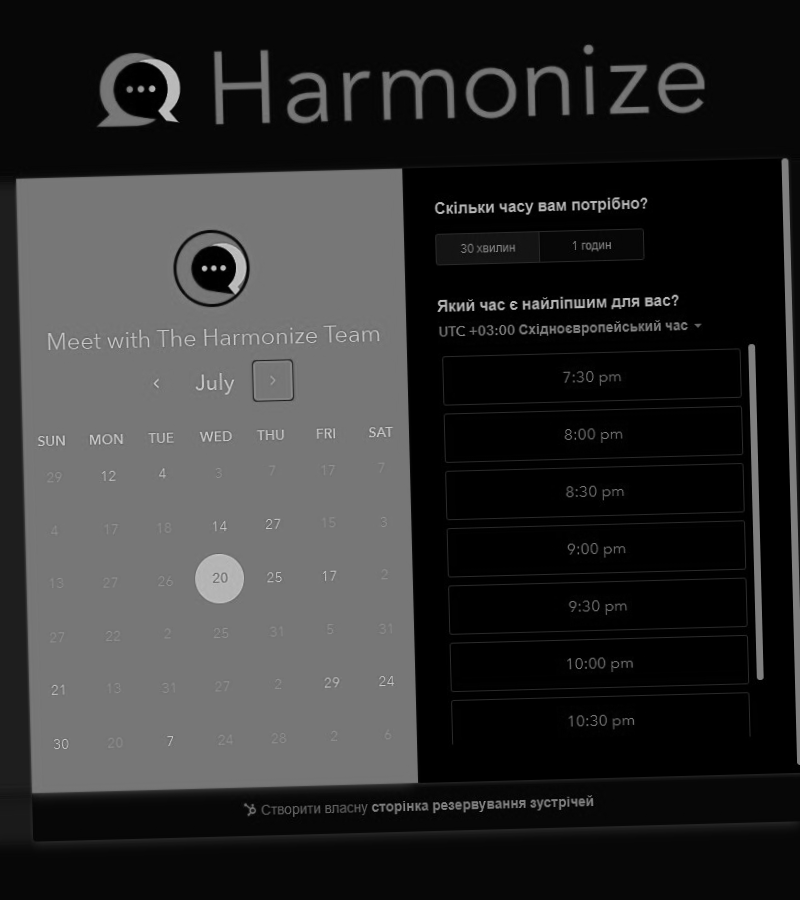 Harmonize
Meet with The Harmonize Team
July
SUN MON TUE WED THU FRI SAT
29 12 4 3 7 17 7
4 17 18 14 27 15 3
13 27 26 20 25 17 2
27 22 2 25 31 5 31
21 13 31 27 2 29 24
30 20 7 24 28 2 6
Скільки часу вам потрібно?
30 хвилин 1 годин
Який час є найліпшим для вас?
UTC +03:00 Східноєвропейський час
7:30 pm
8:00 pm
8:30 pm
9:00 pm
9:30 pm
10:00 pm
10:30 pm
Створити власну сторінка резервування зустрічей